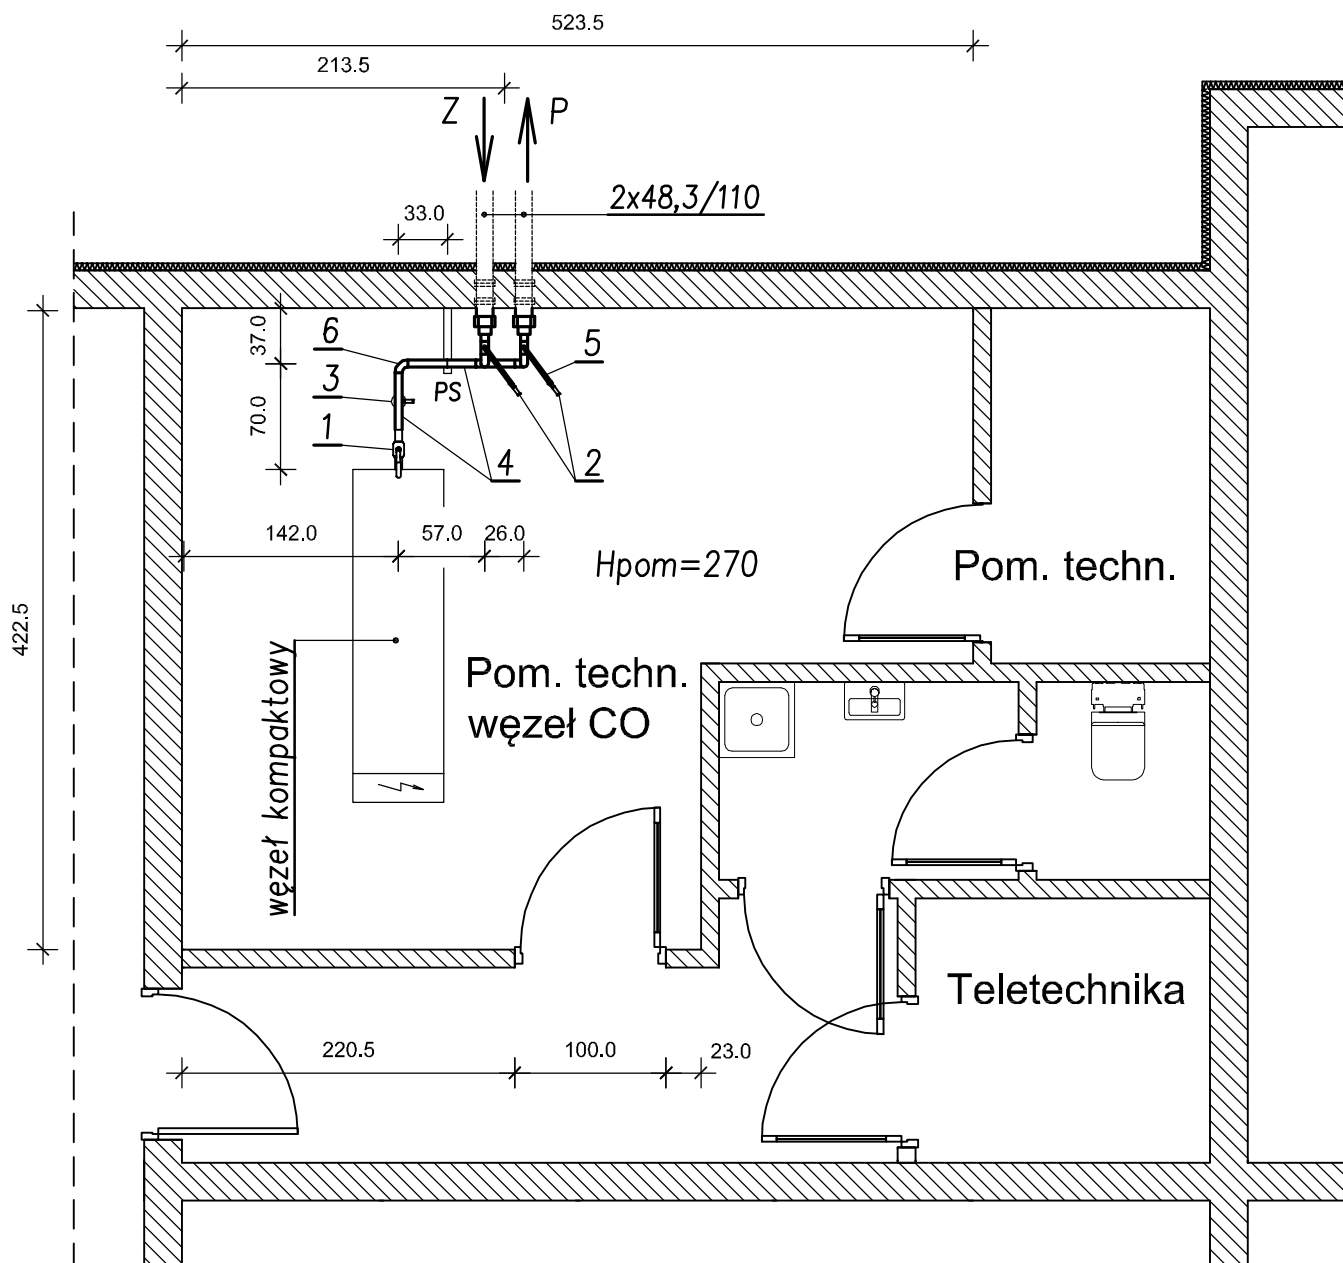 523.5
213.5
Z
P
2x48,3/110
33.0
37.0
6
5
3
PS
70.0
1
4
2
142.0
57.0
26.0
Hpom=270
Pom. techn.
422.5
węzeł kompaktowy
Pom. techn.
węzeł CO
Teletechnika
220.5
100.0
23.0